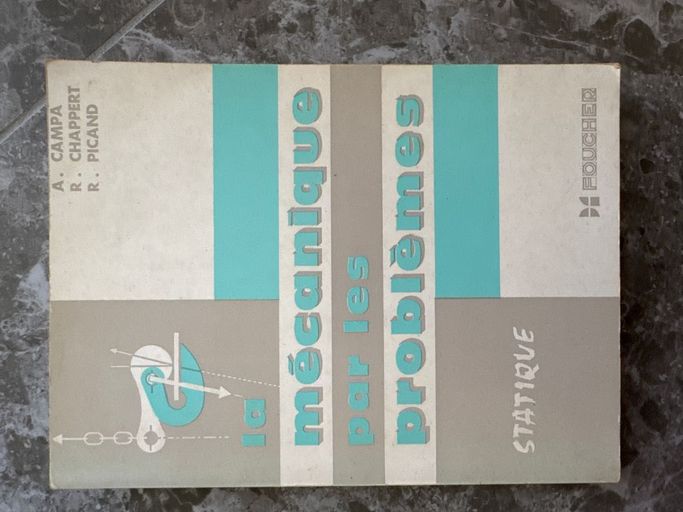 A. CAMPA
R. CHAPPERT
R. PICAND
la
mécanique
par les
problèmes
STATIQUE
FOUCHER